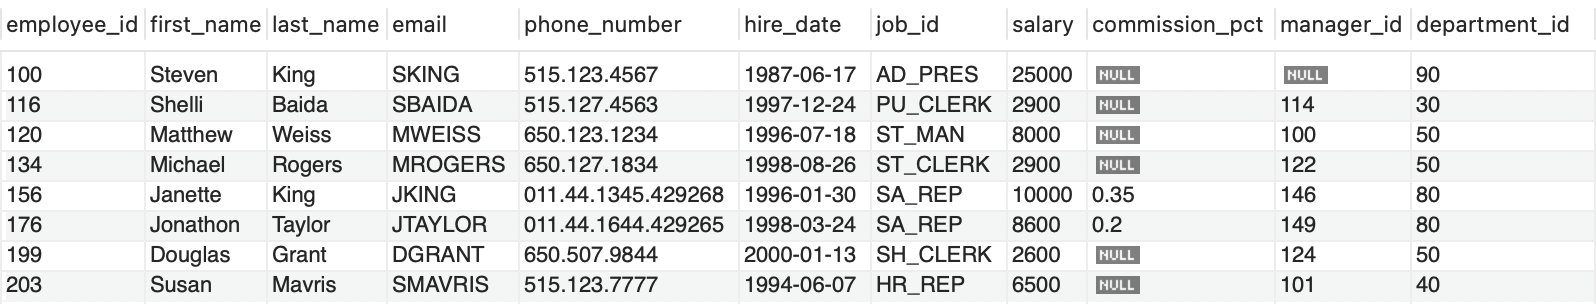 employee_id first_name last_name email phone_number hire_date job_id salary commission_pct manager_id department_id
100 Steven King SKING 515.123.4567 1987-06-17 AD_PRES 25000 NULL NULL 90
116 Shelli Baida SBAIDA 515.127.4563 1997-12-24 PU_CLERK 2900 NULL 114 30
120 Matthew Weiss MWEISS 650.123.1234 1996-07-18 ST_MAN 8000 NULL 100 50
134 Michael Rogers MROGERS 650.127.1834 1998-08-26 ST_CLERK 2900 NULL 122 50
156 Janette King JKING 011.44.1345.429268 1996-01-30 SA_REP 10000 0.35 146 80
176 Jonathon Taylor JTAYLOR 011.44.1644.429265 1998-03-24 SA_REP 8600 0.2 149 80
199 Douglas Grant DGRANT 650.507.9844 2000-01-13 SH_CLERK 2600 NULL 124 50
203 Susan Mavris SMAVRIS 515.123.7777 1994-06-07 HR_REP 6500 NULL 101 40